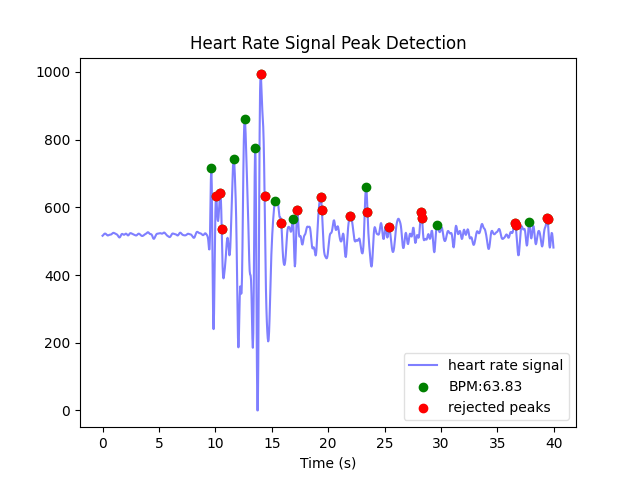 Heart Rate Signal Peak Detection
1000
800
600
400
200
0
0 5 10 15 20 25 30 35 40
Time (s)
heart rate signal
BPM:63.83
rejected peaks